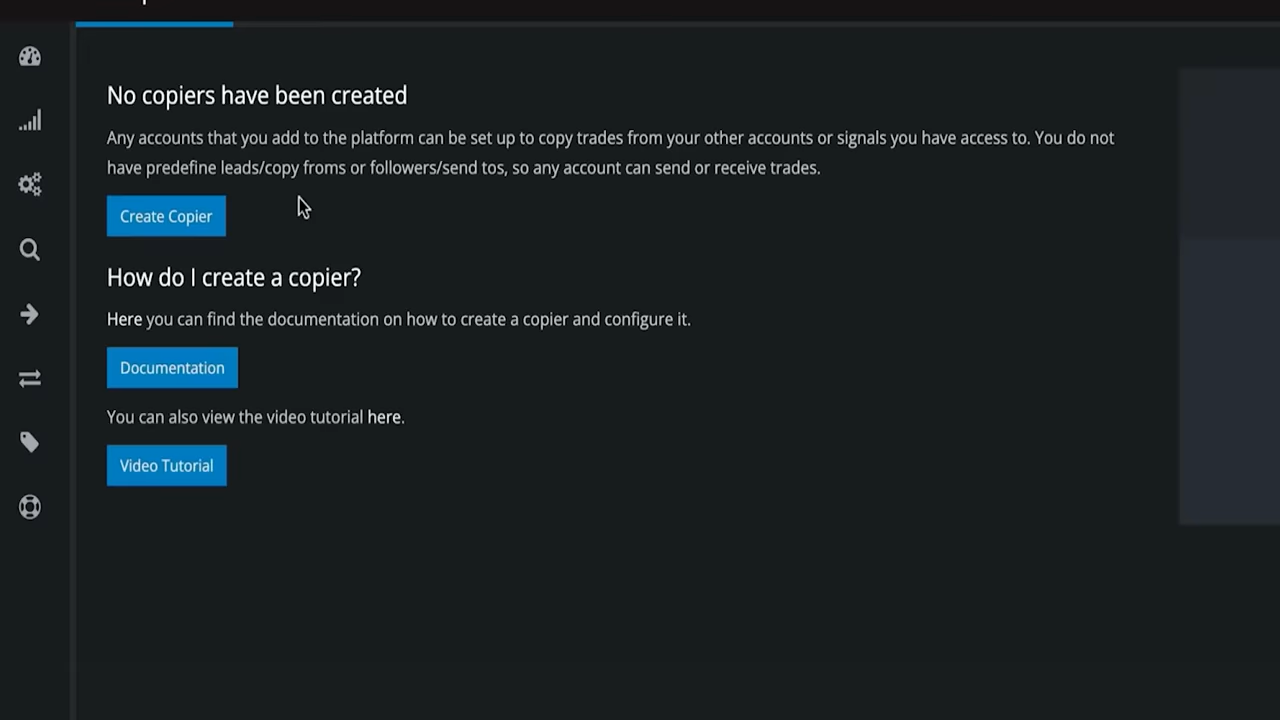 No copiers have been created
Any accounts that you add to the platform can be set up to copy trades from your other accounts or signals you have access to. You do not
have predefine leads/copy froms or followers/send tos, so any account can send or receive trades.
Create Copier
How do I create a copier?
Here you can find the documentation on how to create a copier and configure it.
Documentation
You can also view the video tutorial here.
Video Tutorial